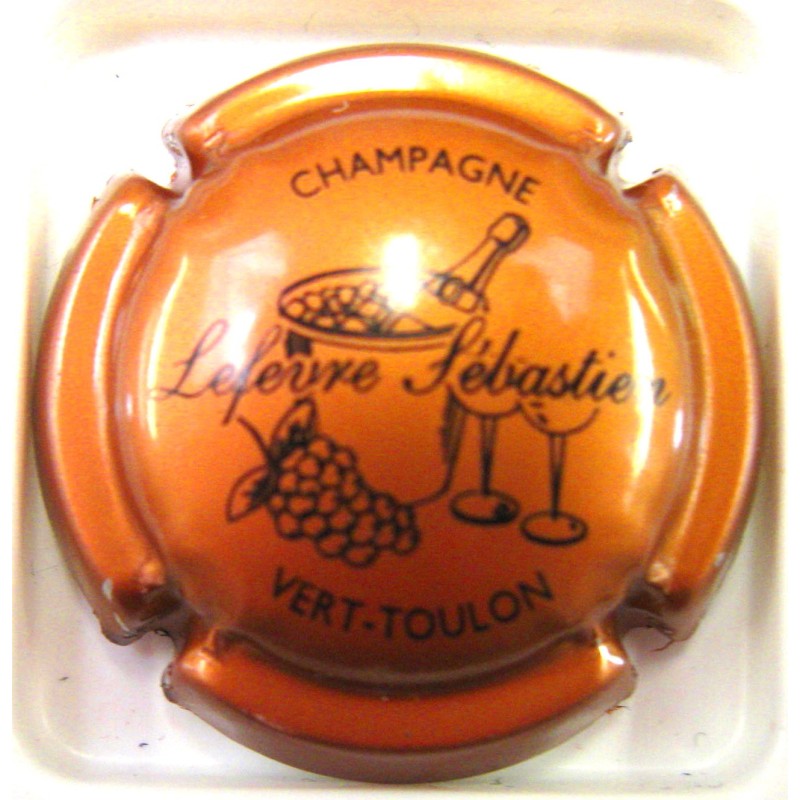 CHAMPAGNE
Lefevre Sébastien
VERT-TOULON